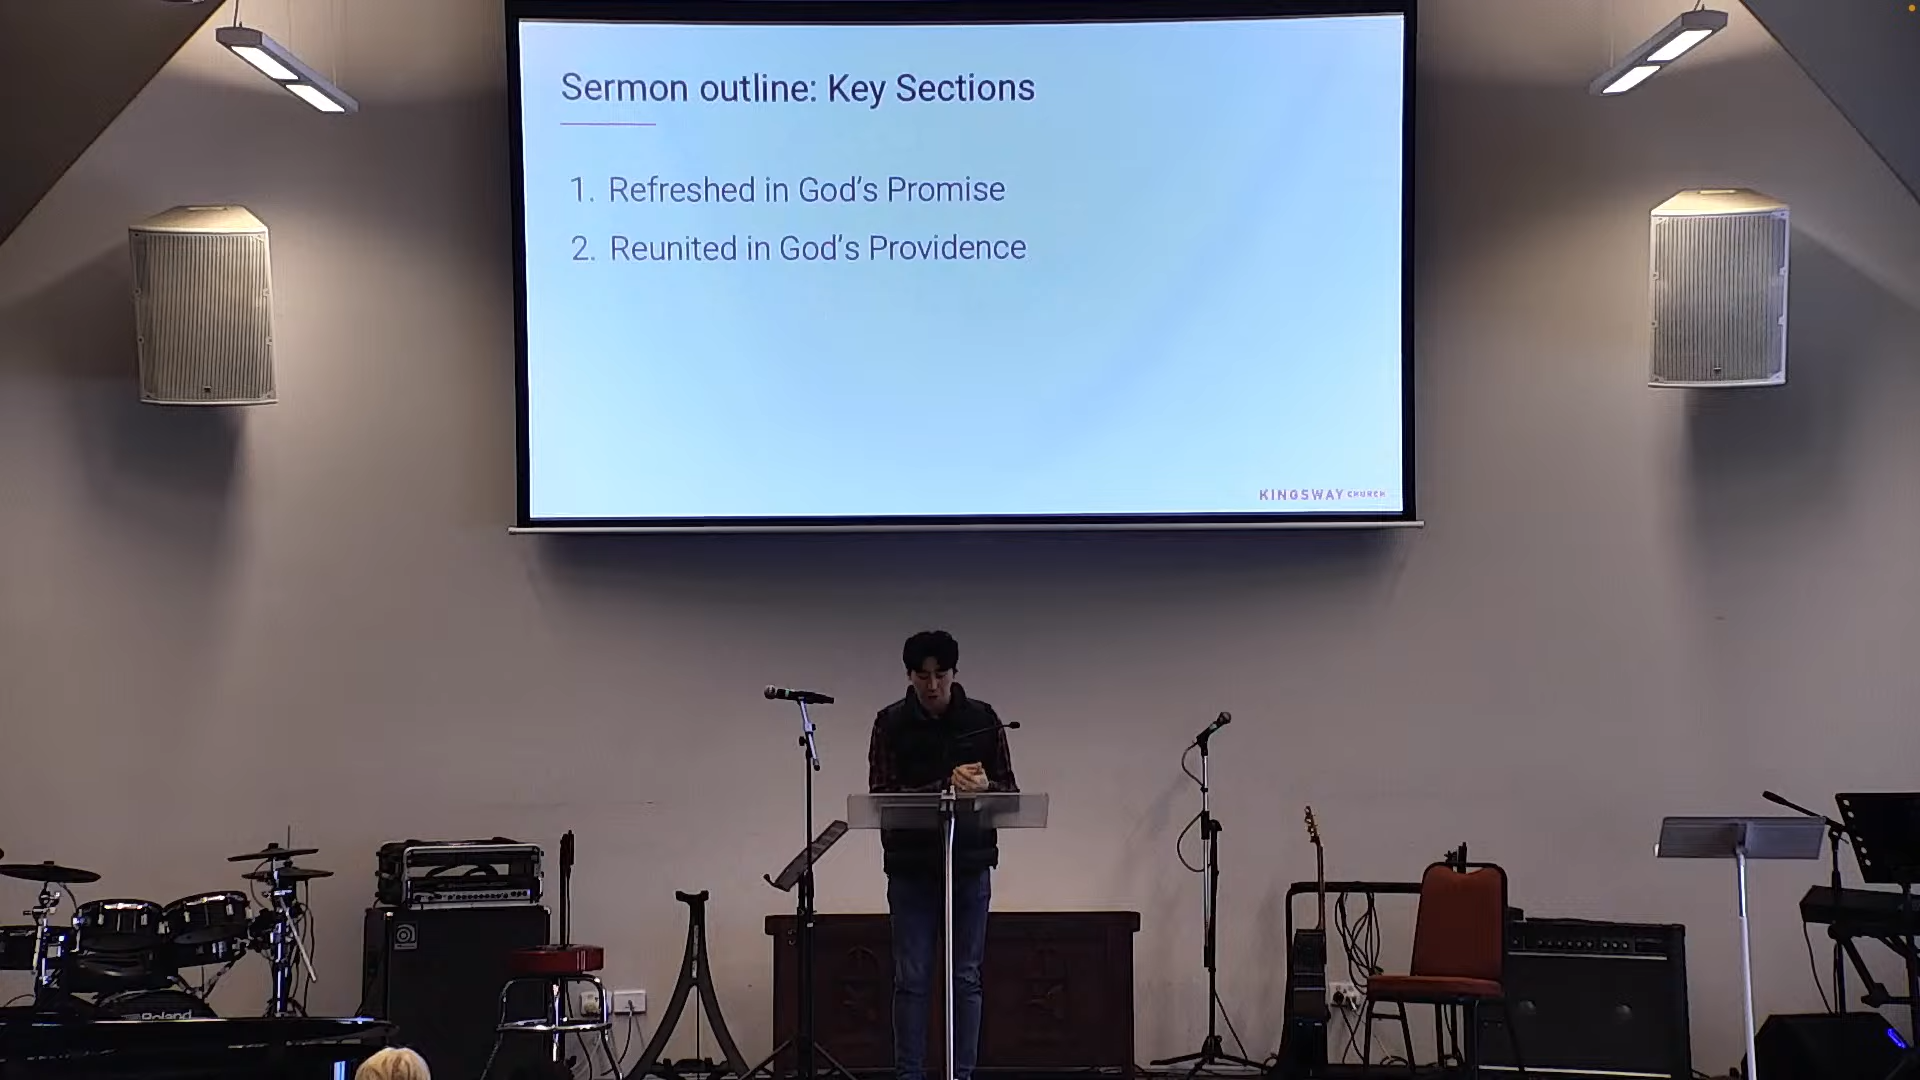 Sermon outline: Key Sections
1. Refreshed in God's Promise
2. Reunited in God's Providence
KINGSWAY CHURCH
Roland